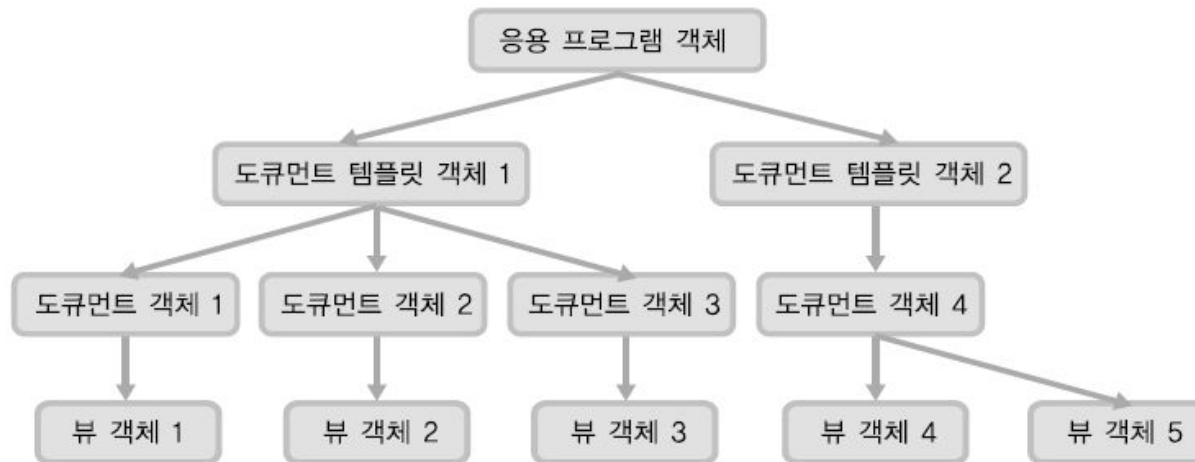 응용 프로그램 객체
도큐먼트 템플릿 객체 1
도큐먼트 템플릿 객체 2
도큐먼트 객체 1
도큐먼트 객체 2
도큐먼트 객체 3
도큐먼트 객체 4
뷰 객체 1
뷰 객체 2
뷰 객체 3
뷰 객체 4
뷰 객체 5